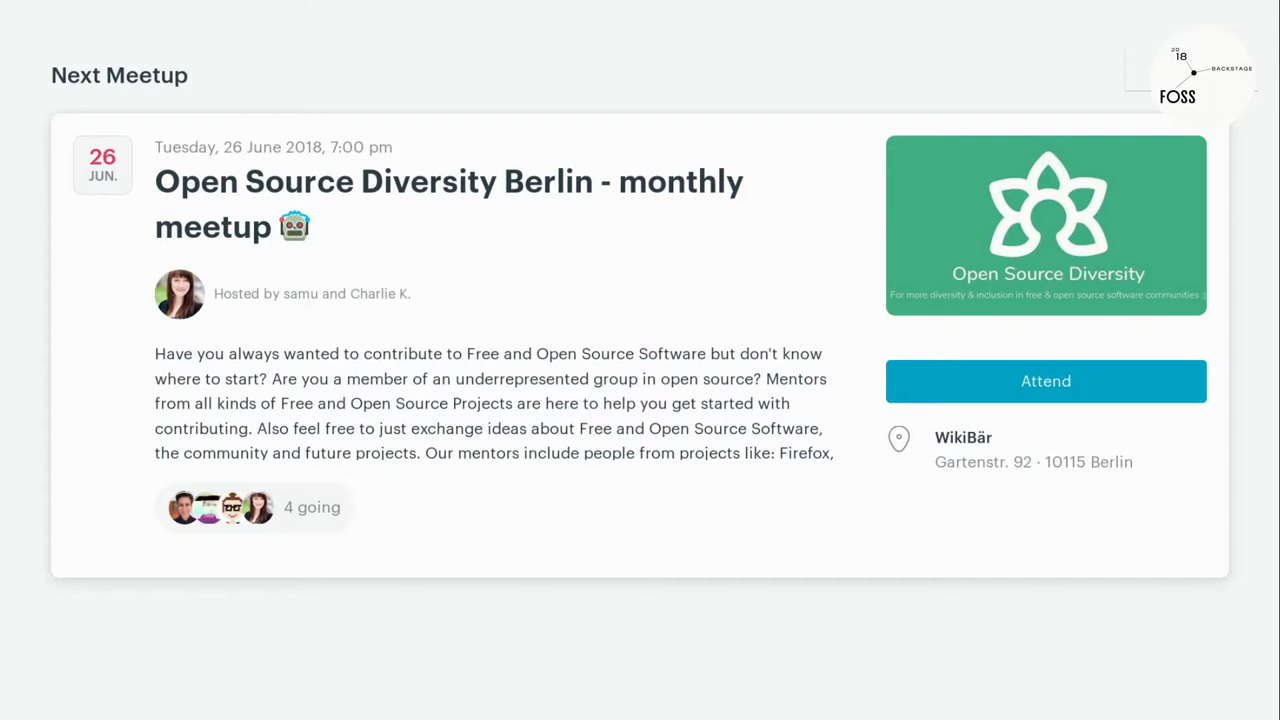 20
18
BACKSTAGE
FOSS
Next Meetup
26
JUN.
Tuesday, 26 June 2018, 7:00 pm
Open Source Diversity Berlin - monthly
meetup
Hosted by samu and Charlie K.
Have you always wanted to contribute to Free and Open Source Software but don't know
where to start? Are you a member of an underrepresented group in open source? Mentors
from all kinds of Free and Open Source Projects are here to help you get started with
contributing. Also feel free to just exchange ideas about Free and Open Source Software,
the community and future projects. Our mentors include people from projects like: Firefox,
4 going
Open Source Diversity
For more diversity & inclusion in free & open source software communities :)
Attend
WikiBär
Gartenstr. 92 · 10115 Berlin